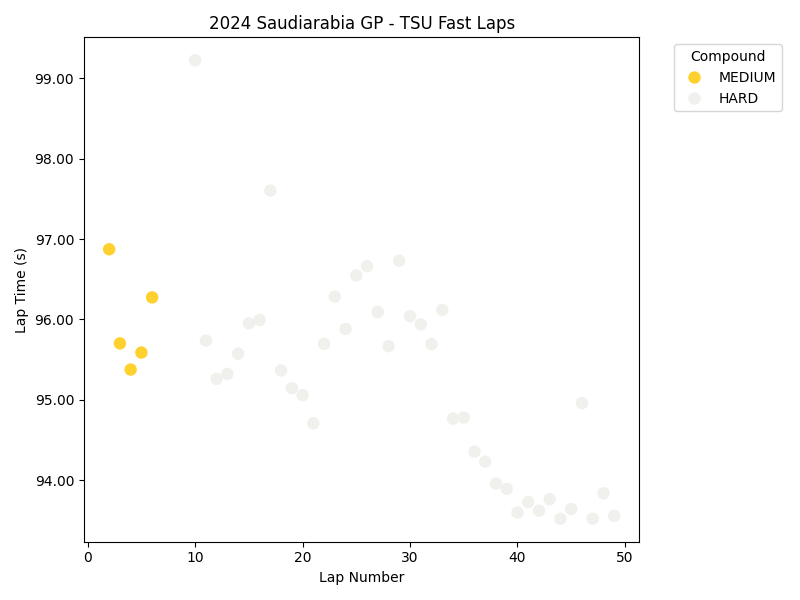 2024 Saudiarabia GP - TSU Fast Laps
Compound
MEDIUM
HARD
Lap Time (s)
99.00
98.00
97.00
96.00
95.00
94.00
0 10 20 30 40 50
Lap Number